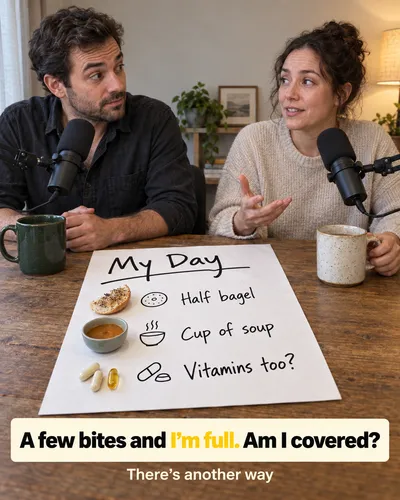 My Day
Half bagel
Cup of soup
Vitamins too?
A few bites and I'm full. Am I covered?
There's another way